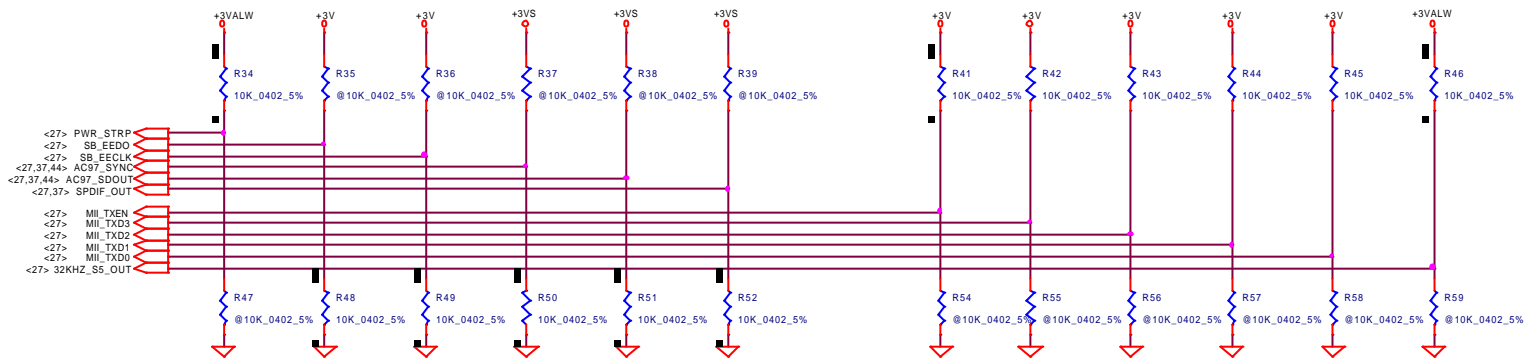 +3VALW +3V +3V +3VS +3VS +3VS +3V +3V +3V +3V +3V +3VALW
R34 R35 R36 R37 R38 R39 R41 R42 R43 R44 R45 R46
10K_0402_5% @10K_0402_5% @10K_0402_5% @10K_0402_5% @10K_0402_5% @10K_0402_5% 10K_0402_5% 10K_0402_5% 10K_0402_5% 10K_0402_5% 10K_0402_5% 10K_0402_5%
<27> PWR_STRP
<27> SB_EEDO
<27> SB_EECLK
<27,37,44> AC97_SYNC
<27,37,44> AC97_SDOUT
<27,37> SPDIF_OUT
<27> MII_TXEN
<27> MII_TXD3
<27> MII_TXD2
<27> MII_TXD1
<27> MII_TXD0
<27> 32KHZ_S5_OUT
R47 R48 R49 R50 R51 R52 R54 R55 R56 R57 R58 R59
@10K_0402_5% 10K_0402_5% 10K_0402_5% 10K_0402_5% 10K_0402_5% 10K_0402_5% @10K_0402_5% @10K_0402_5% @10K_0402_5% @10K_0402_5% @10K_0402_5% @10K_0402_5%